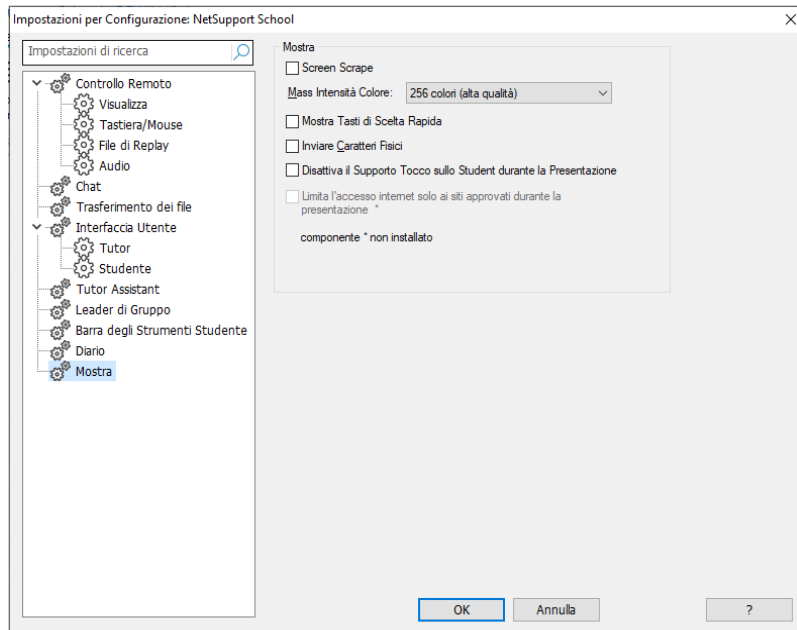 Impostazioni per Configurazione: NetSupport School
Impostazioni di ricerca
Controllo Remoto
Visualizza
Tastiera/Mouse
File di Replay
Audio
Chat
Trasferimento dei file
Interfaccia Utente
Tutor
Studente
Tutor Assistant
Leader di Gruppo
Barra degli Strumenti Studente
Diario
Mostra
Mostra
Screen Scrape
Mass Intensità Colore: 256 colori (alta qualità)
Mostra Tasti di Scelta Rapida
Inviare Caratteri Fisici
Disattiva il Supporto Tocco sullo Student durante la Presentazione
Limita l'accesso internet solo ai siti approvati durante la
presentazione *
componente * non installato
OK Annulla ?